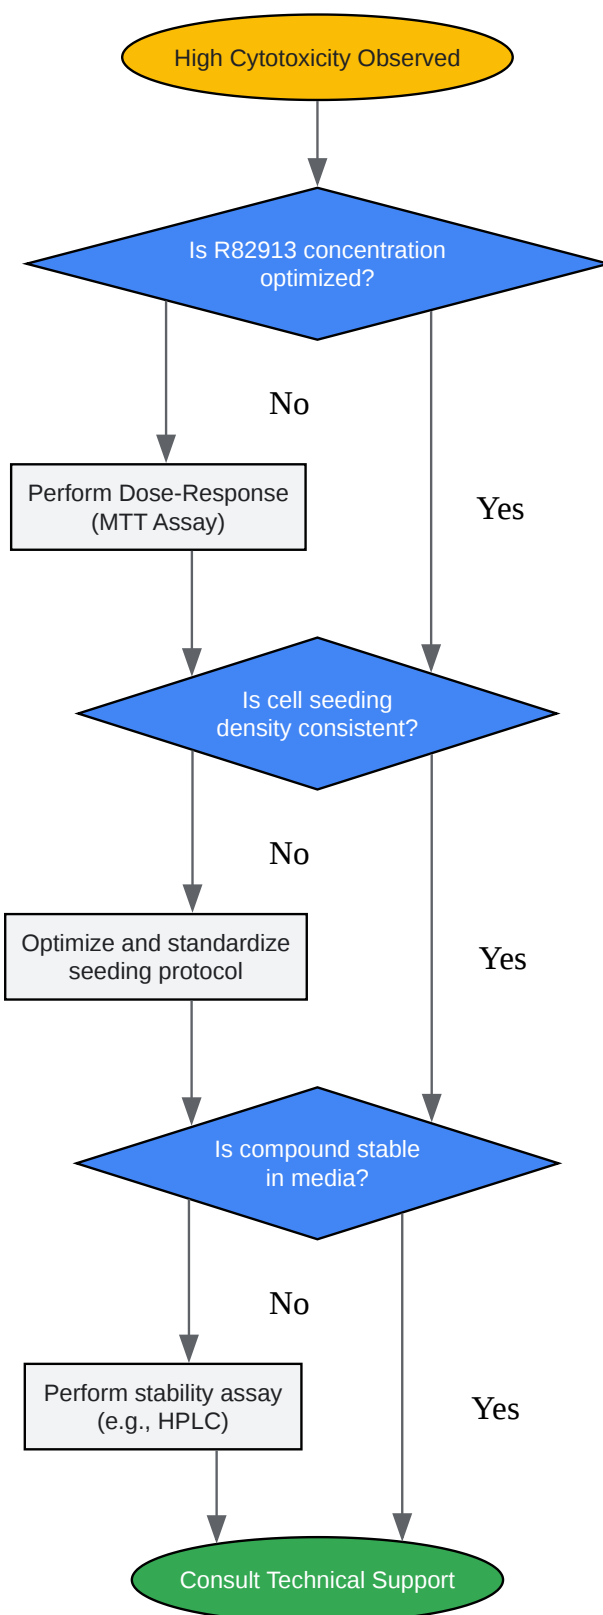 High Cytotoxicity Observed
Is R82913 concentration
optimized?
No
Perform Dose-Response
(MTT Assay)
Yes
Is cell seeding
density consistent?
No
Optimize and standardize
seeding protocol
Yes
Is compound stable
in media?
No
Perform stability assay
(e.g., HPLC)
Yes
Consult Technical Support